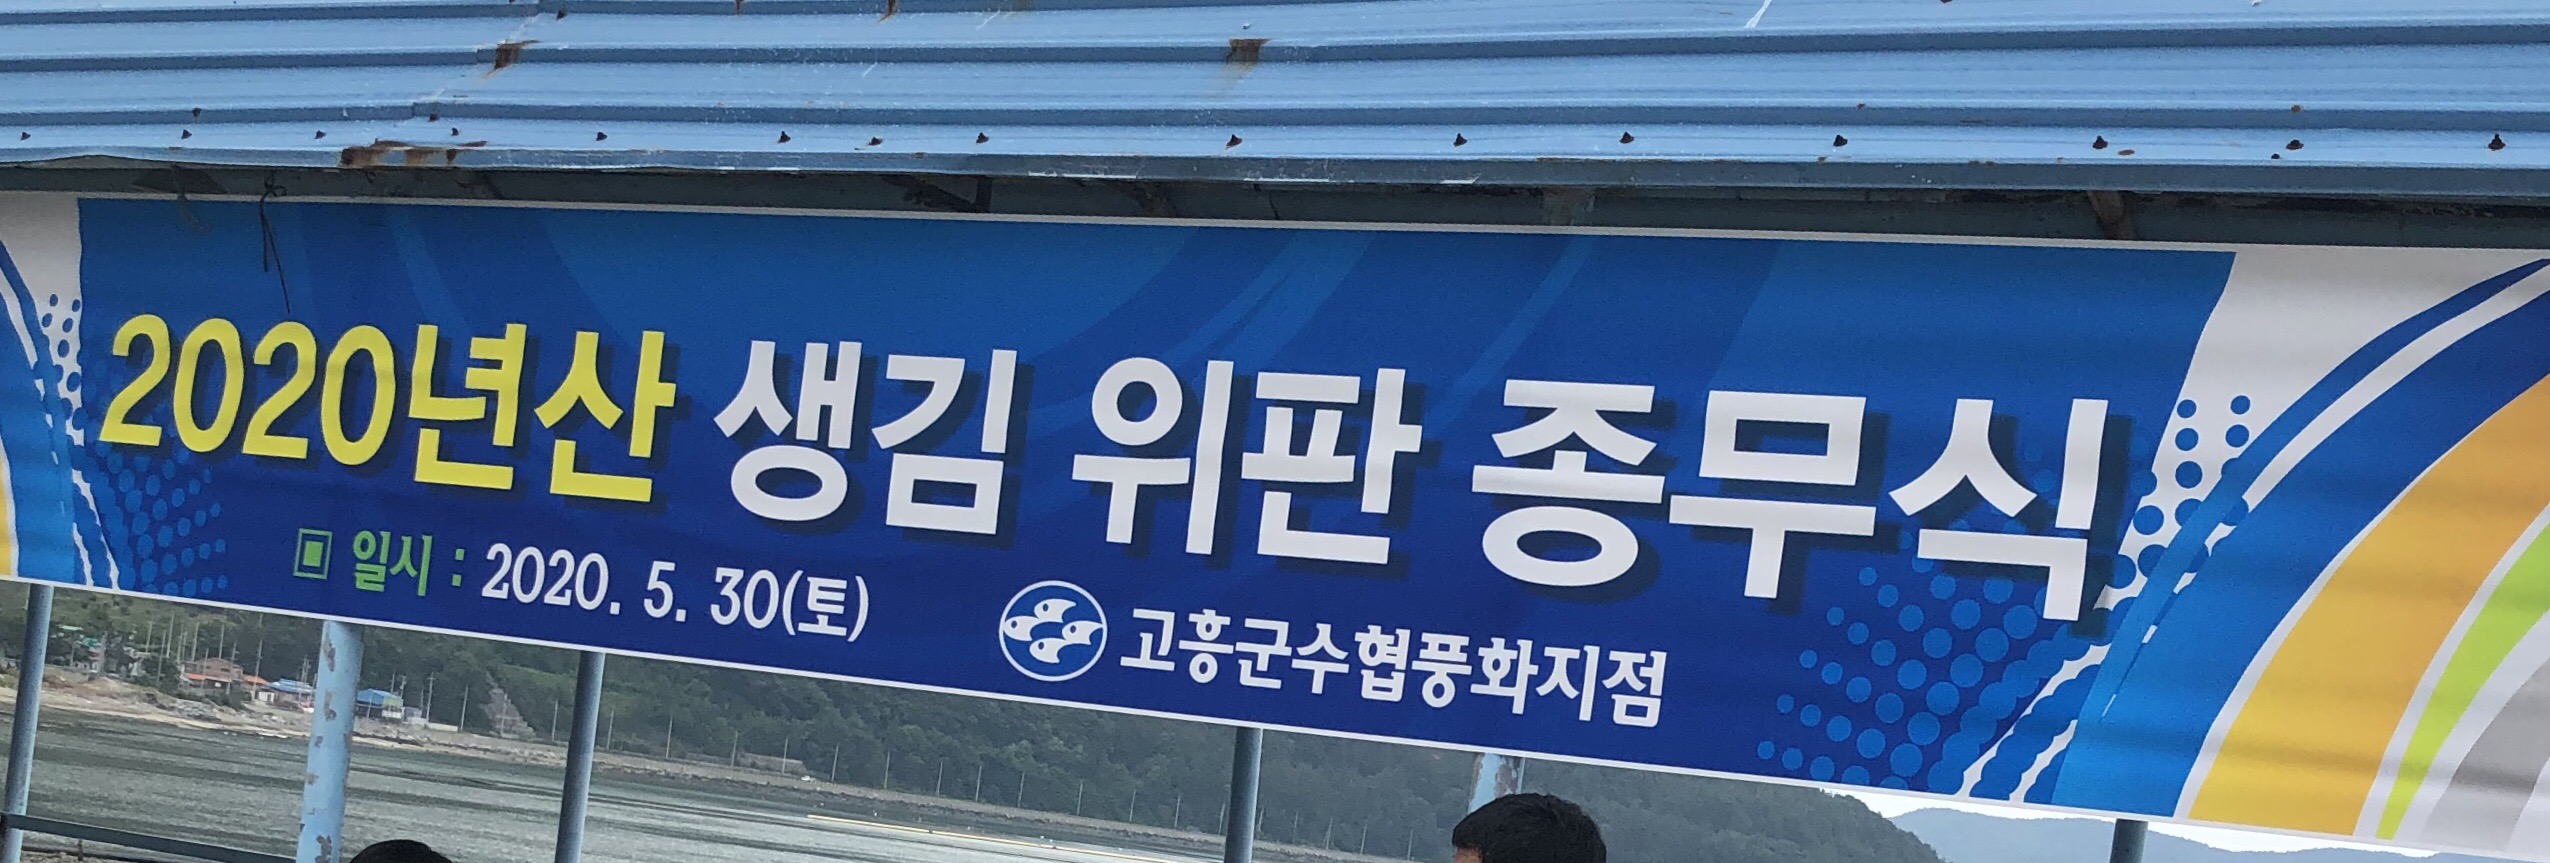 2020년산 생김 위판 종무식
▣ 일시 : 2020. 5. 30(토)
고흥군수협풍화지점